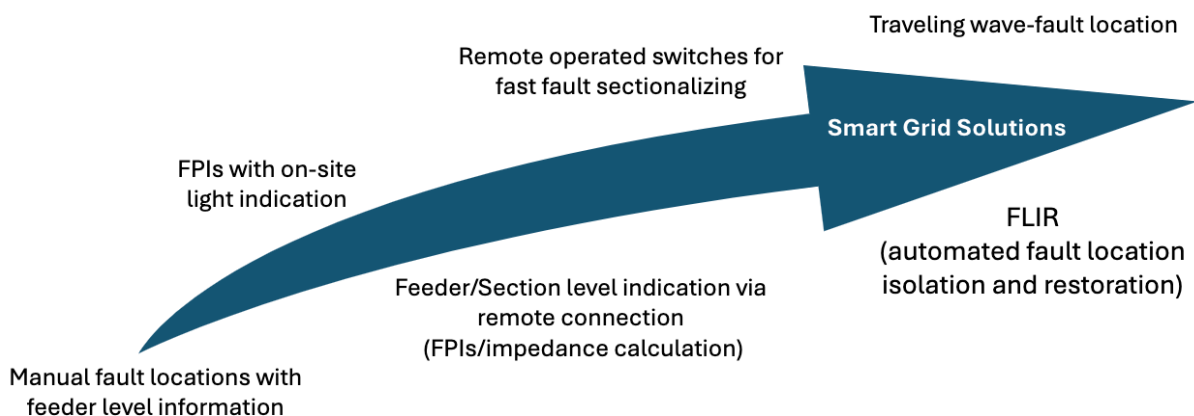 Traveling wave-fault location
Remote operated switches for
fast fault sectionalizing
Smart Grid Solutions
FPIs with on-site
light indication
FLIR
(automated fault location
isolation and restoration)
Feeder/Section level indication via
remote connection
(FPIs/impedance calculation)
Manual fault locations with
feeder level information